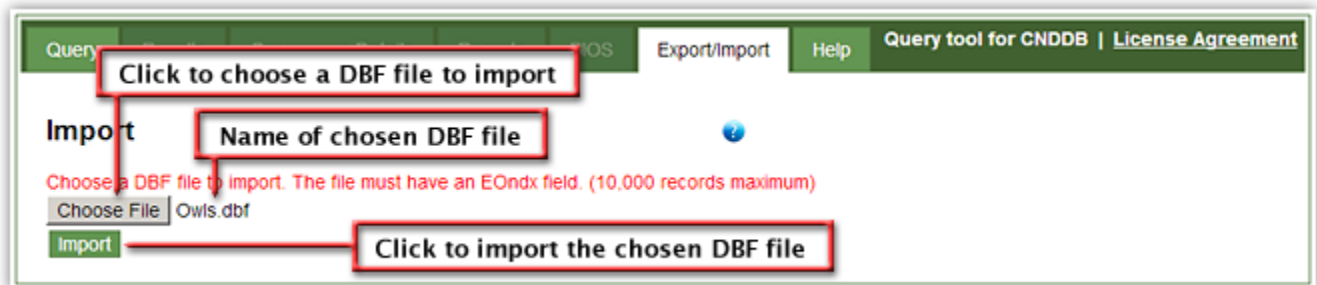 Query BIOS Export/Import Help Query tool for CNDDB | License Agreement
Click to choose a DBF file to import
Import
Name of chosen DBF file
Choose a DBF file to import. The file must have an EOndx field. (10,000 records maximum)
Choose File Owls.dbf
Import
Click to import the chosen DBF file